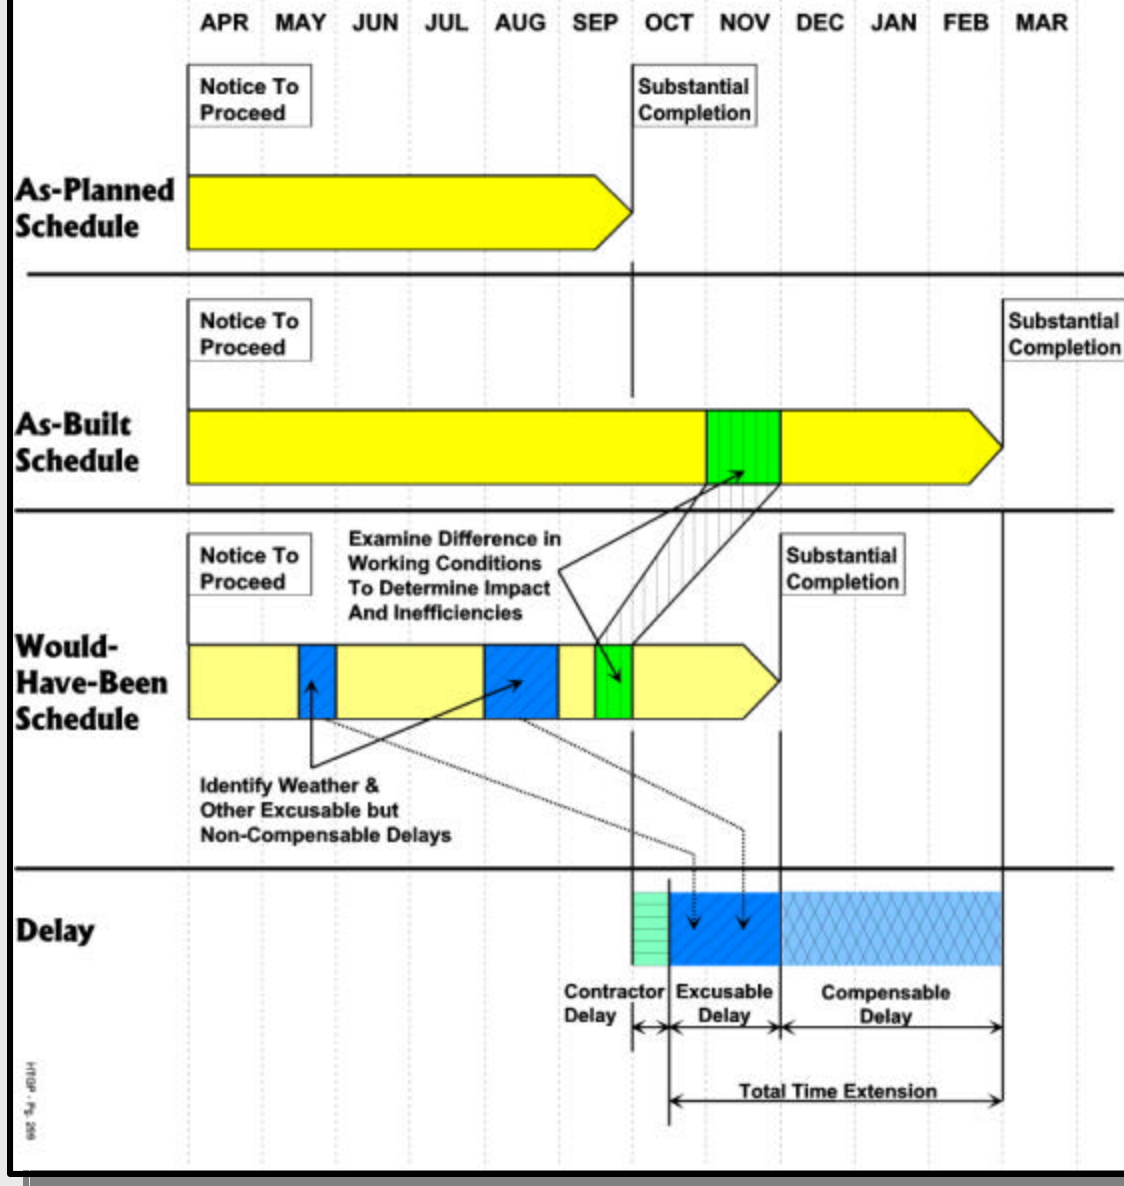 APR MAY JUN JUL AUG SEP OCT NOV DEC JAN FEB MAR
Notice To
Proceed
Substantial
Completion
As-Planned
Schedule
Notice To
Proceed
Substantial
Completion
As-Built
Schedule
Notice To
Proceed
Examine Difference in
Working Conditions
To Determine Impact
And Inefficiencies
Substantial
Completion
Would-
Have-Been
Schedule
Identify Weather &
Other Excusable but
Non-Compensable Delays
Delay
Contractor
Delay
Excusable
Delay
Compensable
Delay
Total Time Extension